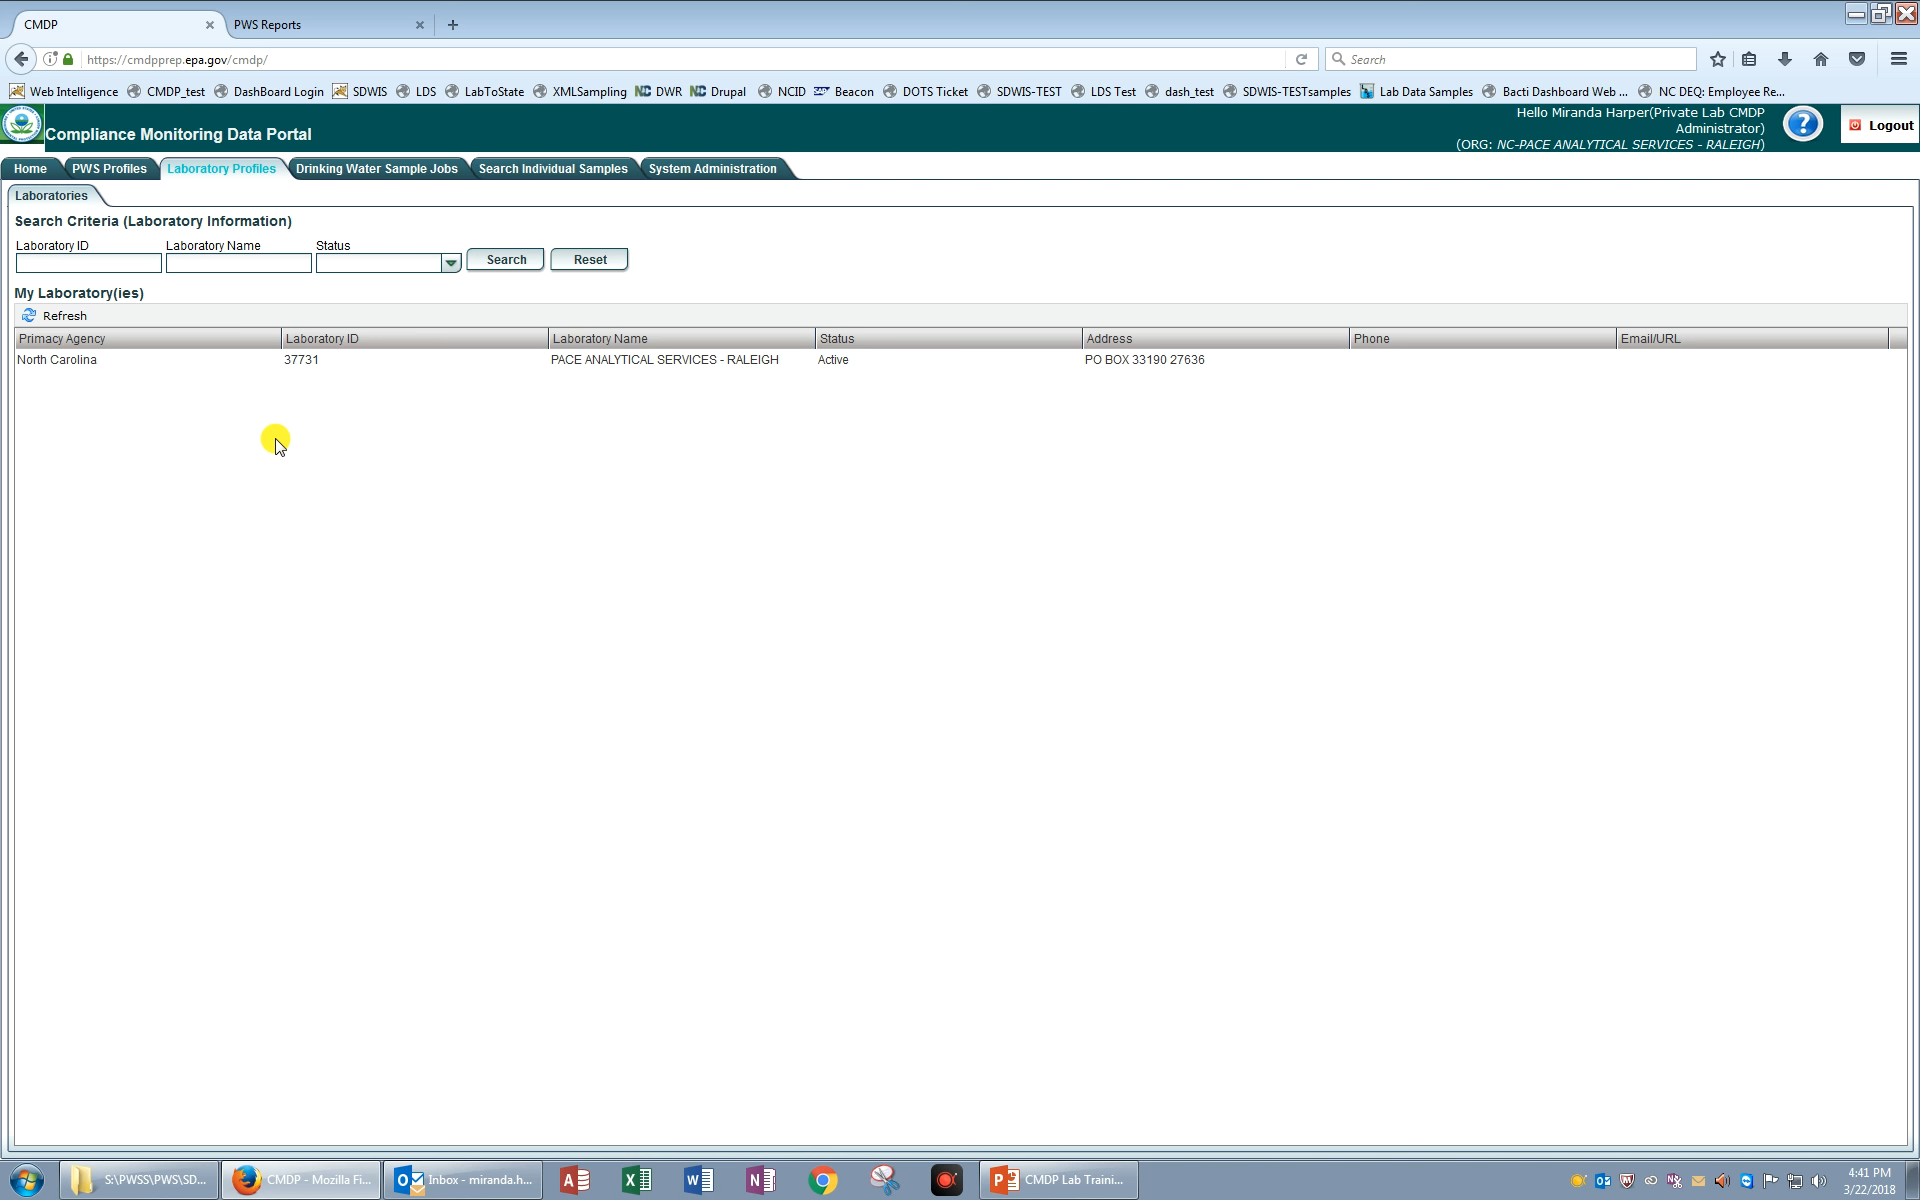 CMDP
PWS Reports
https://cmdpprep.epa.gov/cmdp/
Search
Web Intelligence CMDP_test DashBoard Login SDWIS LDS LabToState XMLSampling DWR Drupal NCID Beacon DOTS Ticket SDWIS-TEST LDS Test dash_test SDWIS-TESTsamples Lab Data Samples Bacti Dashboard Web ... NC DEQ: Employee Re...
Compliance Monitoring Data Portal
Hello Miranda Harper(Private Lab CMDP
Administrator)
(ORG: NC-PACE ANALYTICAL SERVICES - RALEIGH)
Logout
Home PWS Profiles Laboratory Profiles Drinking Water Sample Jobs Search Individual Samples System Administration
Laboratories
Search Criteria (Laboratory Information)
Laboratory ID Laboratory Name Status
Search Reset
My Laboratory(ies)
Refresh
Primacy Agency Laboratory ID Laboratory Name Status Address Phone Email/URL
North Carolina 37731 PACE ANALYTICAL SERVICES - RALEIGH Active PO BOX 33190 27636
S:\PWSS\PWS\SD... CMDP - Mozilla Fi... Inbox - miranda.h... CMDP Lab Traini...
4:41 PM
3/22/2018